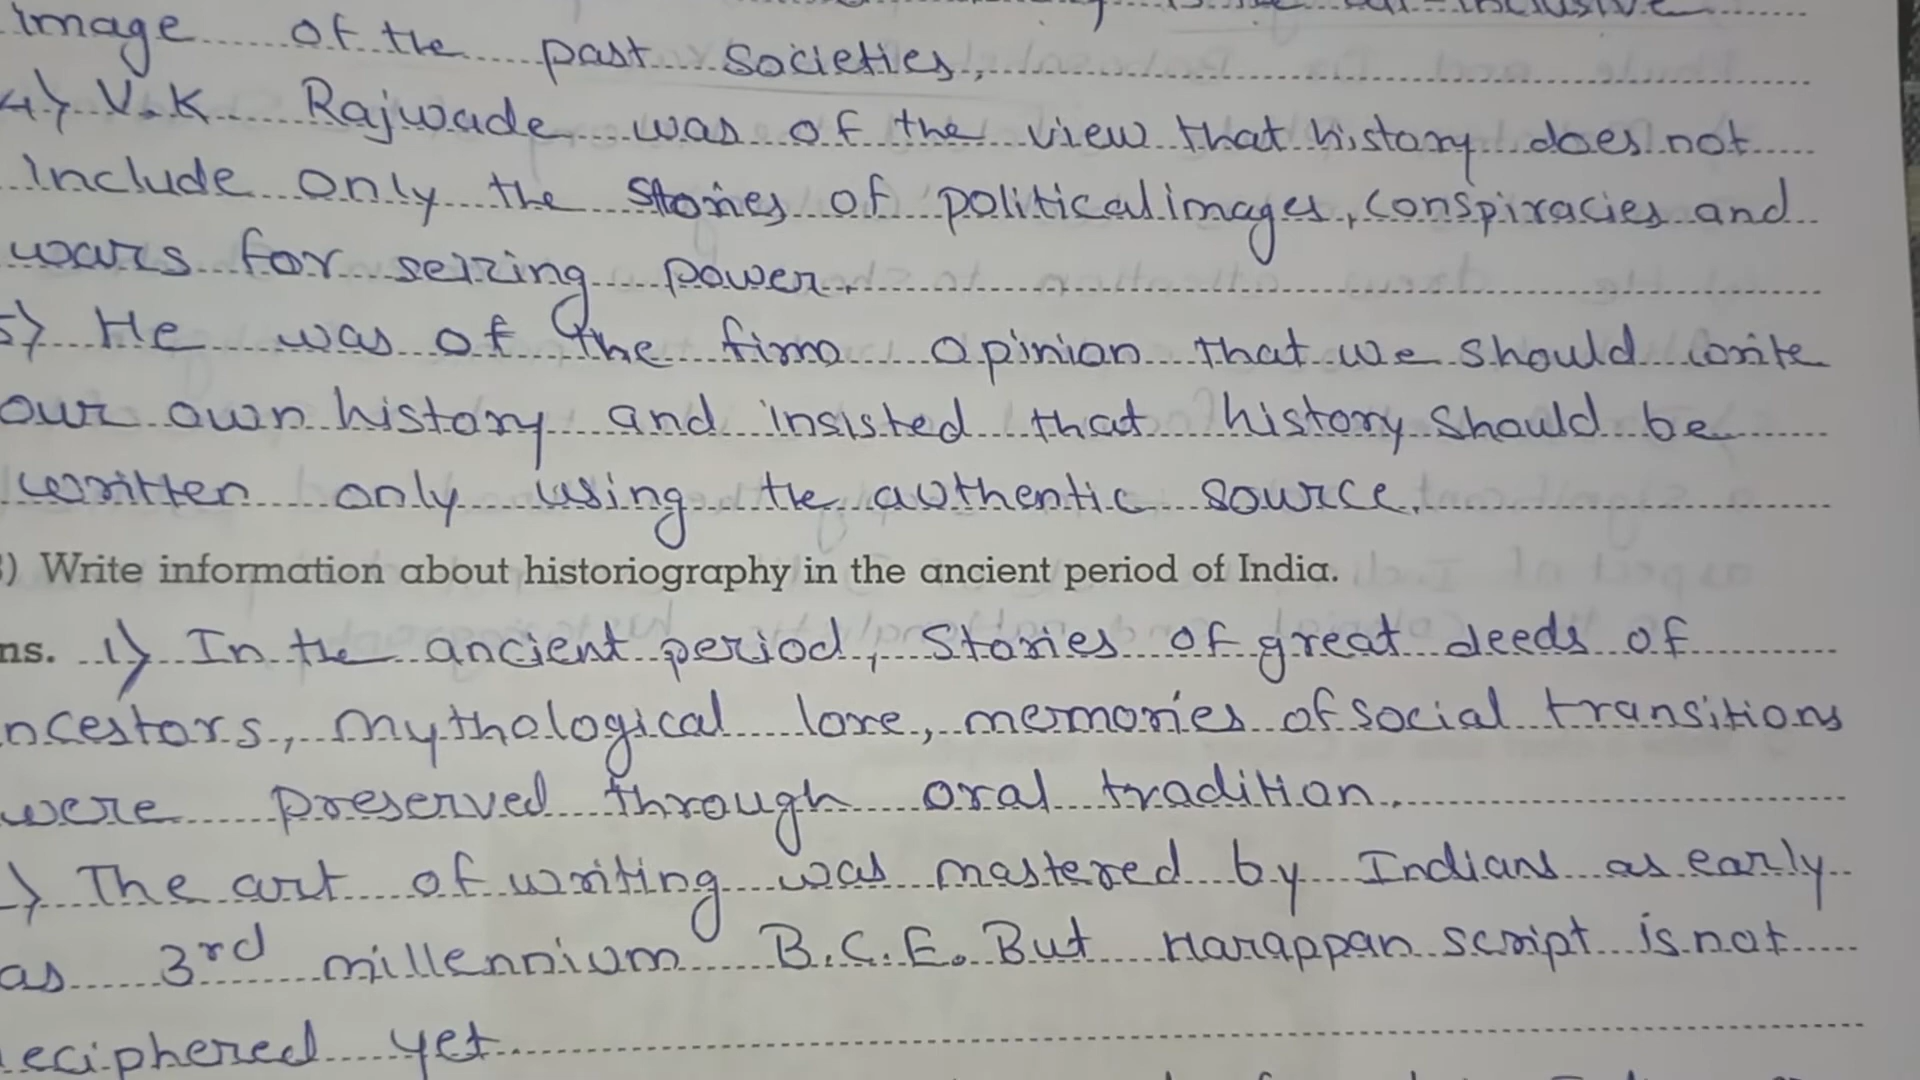 all-inclusive
image of the past societies,
4) V.K Rajwade was of the view that history does not
include only the stories of political images, conspiracies and
wars for seizing power.
5) He was of the firm opinion that we should write
our own history and insisted that history should be
written only using the authentic source.
) Write information about historiography in the ancient period of India.
ns. 1) In the ancient period, Stories of great deeds of
ncestors, mythological lore, memories of social transitions
were preserved through oral tradition.
) The art of writing was mastered by Indians as early
as 3rd millennium B.C.E. But Harappan script is not
eciphered yet